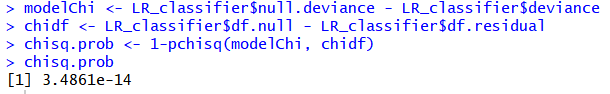 > modelChi <- LR_classifier$null.deviance - LR_classifier$deviance
> chidf <- LR_classifier$df.null - LR_classifier$df.residual
> chisq.prob <- 1-pchisq(modelChi, chidf)
> chisq.prob
[1] 3.4861e-14